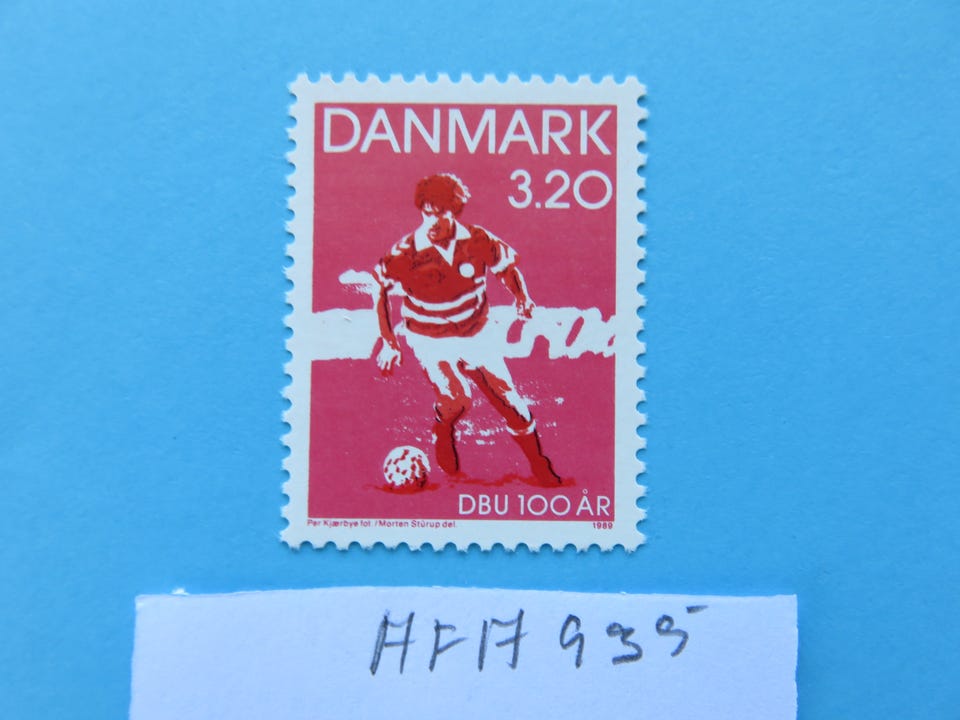 DANMARK
3.20
DBU 100 ÅR
Per Kjærbye fot. / Morten Stürup del. 1989
AFA 935